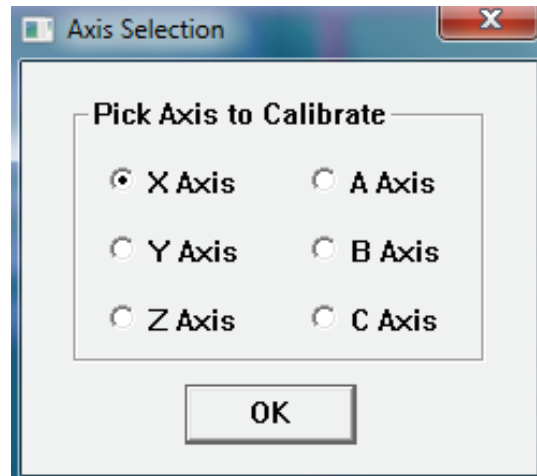 Axis Selection
Pick Axis to Calibrate
X Axis A Axis
Y Axis B Axis
Z Axis C Axis
OK